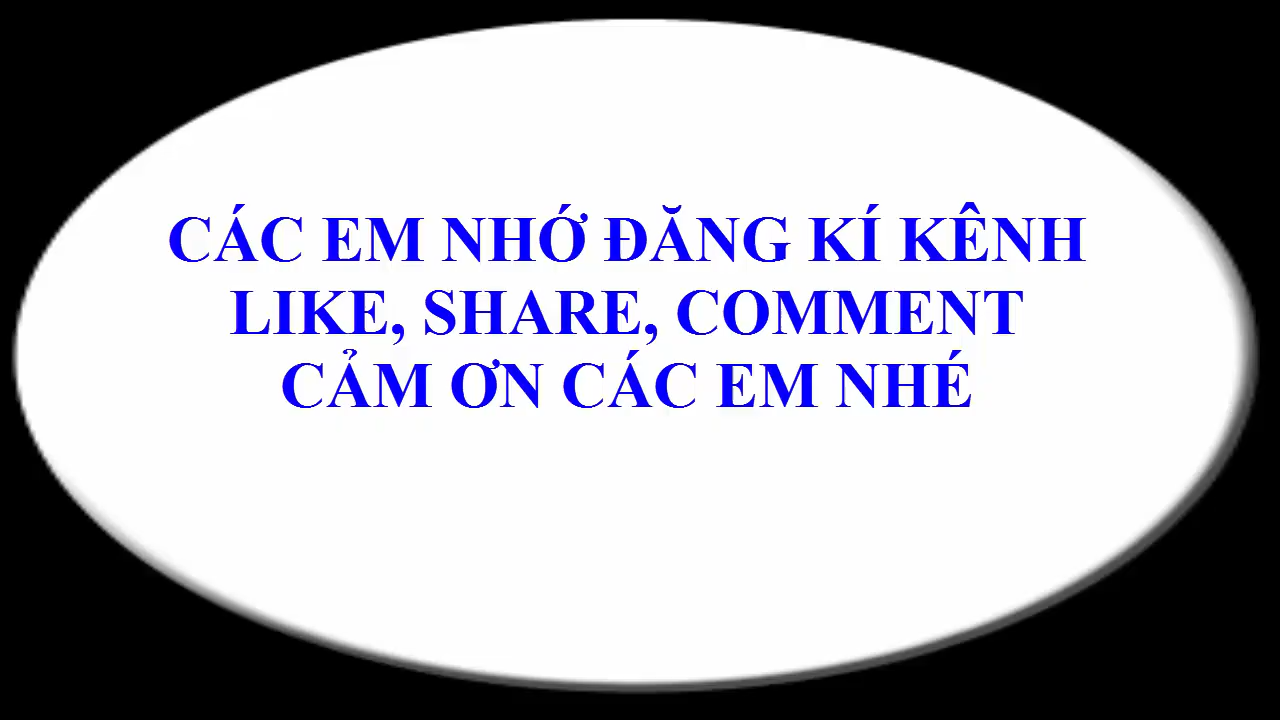 CÁC EM NHỚ ĐĂNG KÍ KÊNH
LIKE, SHARE, COMMENT
CẢM ƠN CÁC EM NHÉ